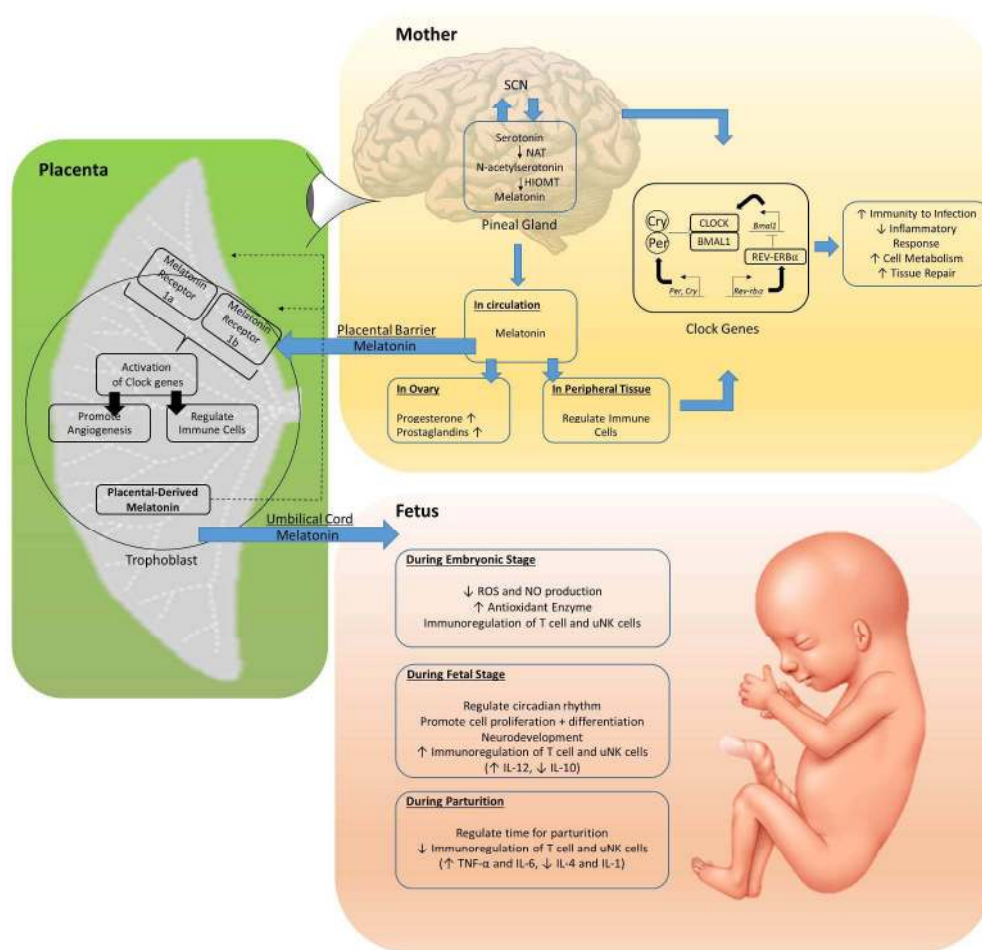 Mother
SCN
Serotonin
↓ NAT
N-acetylserotonin
↓ HIOMT
Melatonin
Pineal Gland
In circulation
Melatonin
In Ovary
Progesterone ↑
Prostaglandins ↑
In Peripheral Tissue
Regulate Immune
Cells
Cry
Per
CLOCK
BMAL1
Bmal1
REV-ERBα
Per, Cry
Rev-rbα
Clock Genes
↑ Immunity to Infection
↓ Inflammatory
Response
↑ Cell Metabolism
↑ Tissue Repair
Placenta
Melatonin
Receptor
1a
Melatonin
Receptor
1b
Placental Barrier
Melatonin
Activation
of Clock genes
Promote
Angiogenesis
Regulate
Immune Cells
Placental-Derived
Melatonin
Trophoblast
Umbilical Cord
Melatonin
Fetus
During Embryonic Stage
↓ ROS and NO production
↑ Antioxidant Enzyme
Immunoregulation of T cell and uNK cells
During Fetal Stage
Regulate circadian rhythm
Promote cell proliferation + differentiation
Neurodevelopment
↑ Immunoregulation of T cell and uNK cells
(↑ IL-12, ↓ IL-10)
During Parturition
Regulate time for parturition
↓ Immunoregulation of T cell and uNK cells
(↑ TNF-α and IL-6, ↓ IL-4 and IL-1)